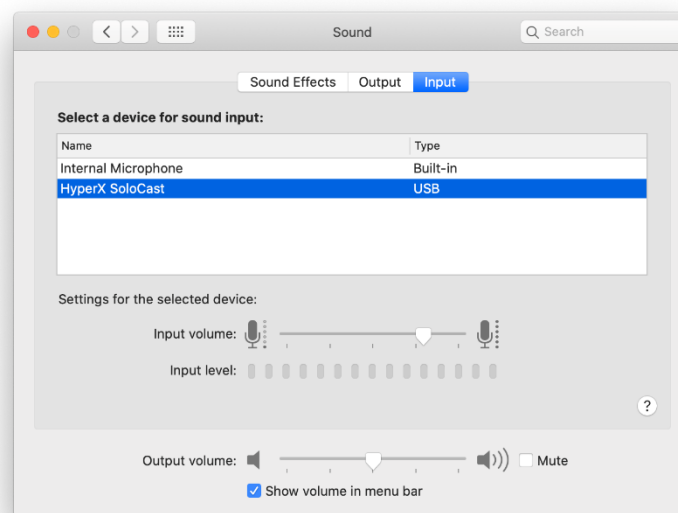 Sound
Search
Sound Effects Output Input
Select a device for sound input:
Name Type
Internal Microphone Built-in
HyperX SoloCast USB
Settings for the selected device:
Input volume:
Input level:
?
Output volume: Mute
Show volume in menu bar